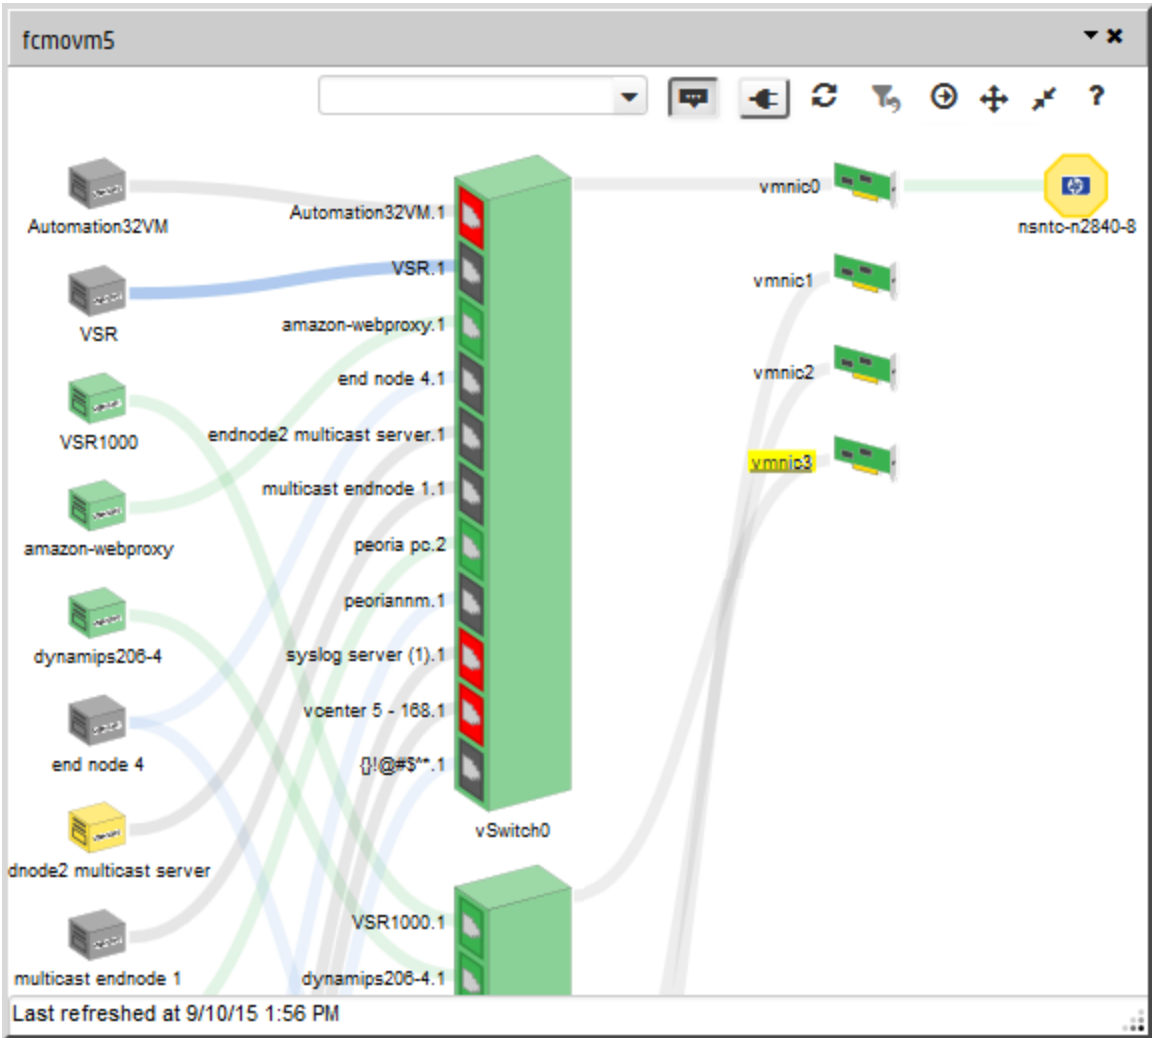 fcmovm5
?
Automation32VM
VSR
VSR1000
amazon-webproxy
dynamips206-4
end node 4
dnode2 multicast server
multicast endnode 1
Automation32VM.1
VSR.1
amazon-webproxy.1
end node 4.1
endnode2 multicast server.1
multicast endnode 1.1
peoria pc.2
peoriannm.1
syslog server (1).1
vcenter 5 - 168.1
{}!@#$^*.1
vSwitch0
VSR1000.1
dynamips206-4.1
vmnic0
vmnic1
vmnic2
vmnic3
hp
nsntc-n2840-8
Last refreshed at 9/10/15 1:56 PM